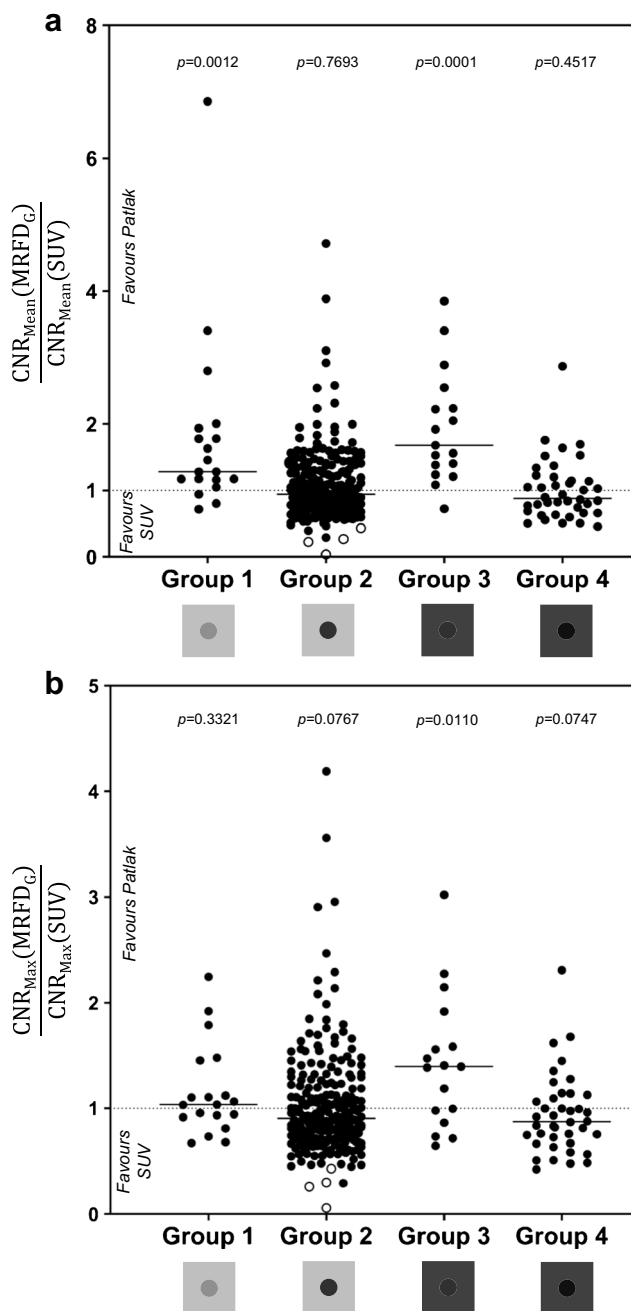 a
8
p=0.0012 p=0.7693 p=0.0001 p=0.4517
6
Favours Patlak
CNR_Mean(MRFD_G)
CNR_Mean(SUV)
4
2
1
Favours
SUV
0
Group 1 Group 2 Group 3 Group 4
b
5
p=0.3321 p=0.0767 p=0.0110 p=0.0747
4
Favours Patlak
3
CNR_Max(MRFD_G)
CNR_Max(SUV)
2
1
Favours
SUV
0
Group 1 Group 2 Group 3 Group 4